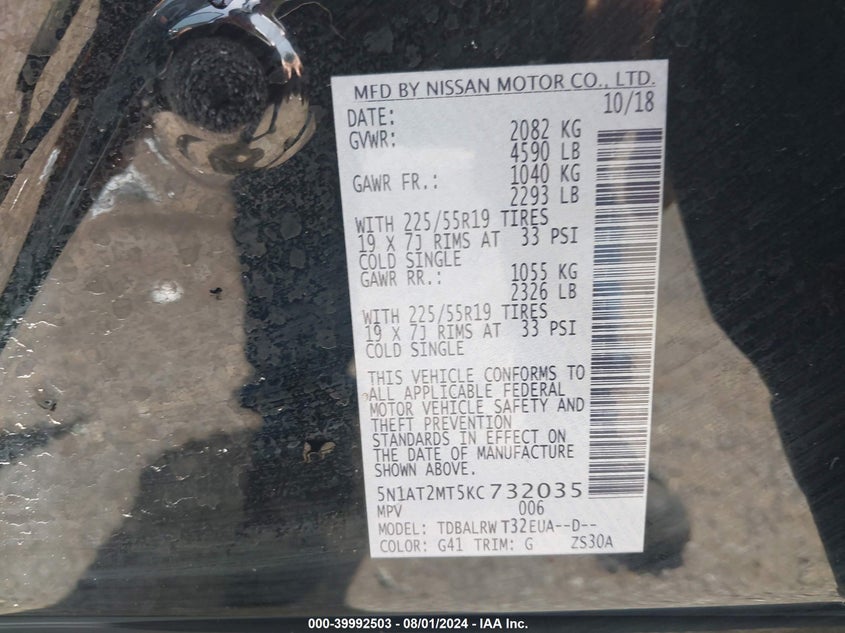 MFD BY NISSAN MOTOR CO., LTD.
DATE: 10/18
GVWR: 2082 KG
4590 LB
GAWR FR.: 1040 KG
2293 LB
WITH 225/55R19 TIRES
19 X 7J RIMS AT 33 PSI
COLD SINGLE
GAWR RR.: 1055 KG
2326 LB
WITH 225/55R19 TIRES
19 X 7J RIMS AT 33 PSI
COLD SINGLE
THIS VEHICLE CONFORMS TO
ALL APPLICABLE FEDERAL
MOTOR VEHICLE SAFETY AND
THEFT PREVENTION
STANDARDS IN EFFECT ON
THE DATE OF MANUFACTURE
SHOWN ABOVE.
5N1AT2MT5KC732035
MPV 006
MODEL: TDBALRW T32EUA--D--
COLOR: G41 TRIM: G ZS30A
000-39992503 - 08/01/2024 - IAA Inc.